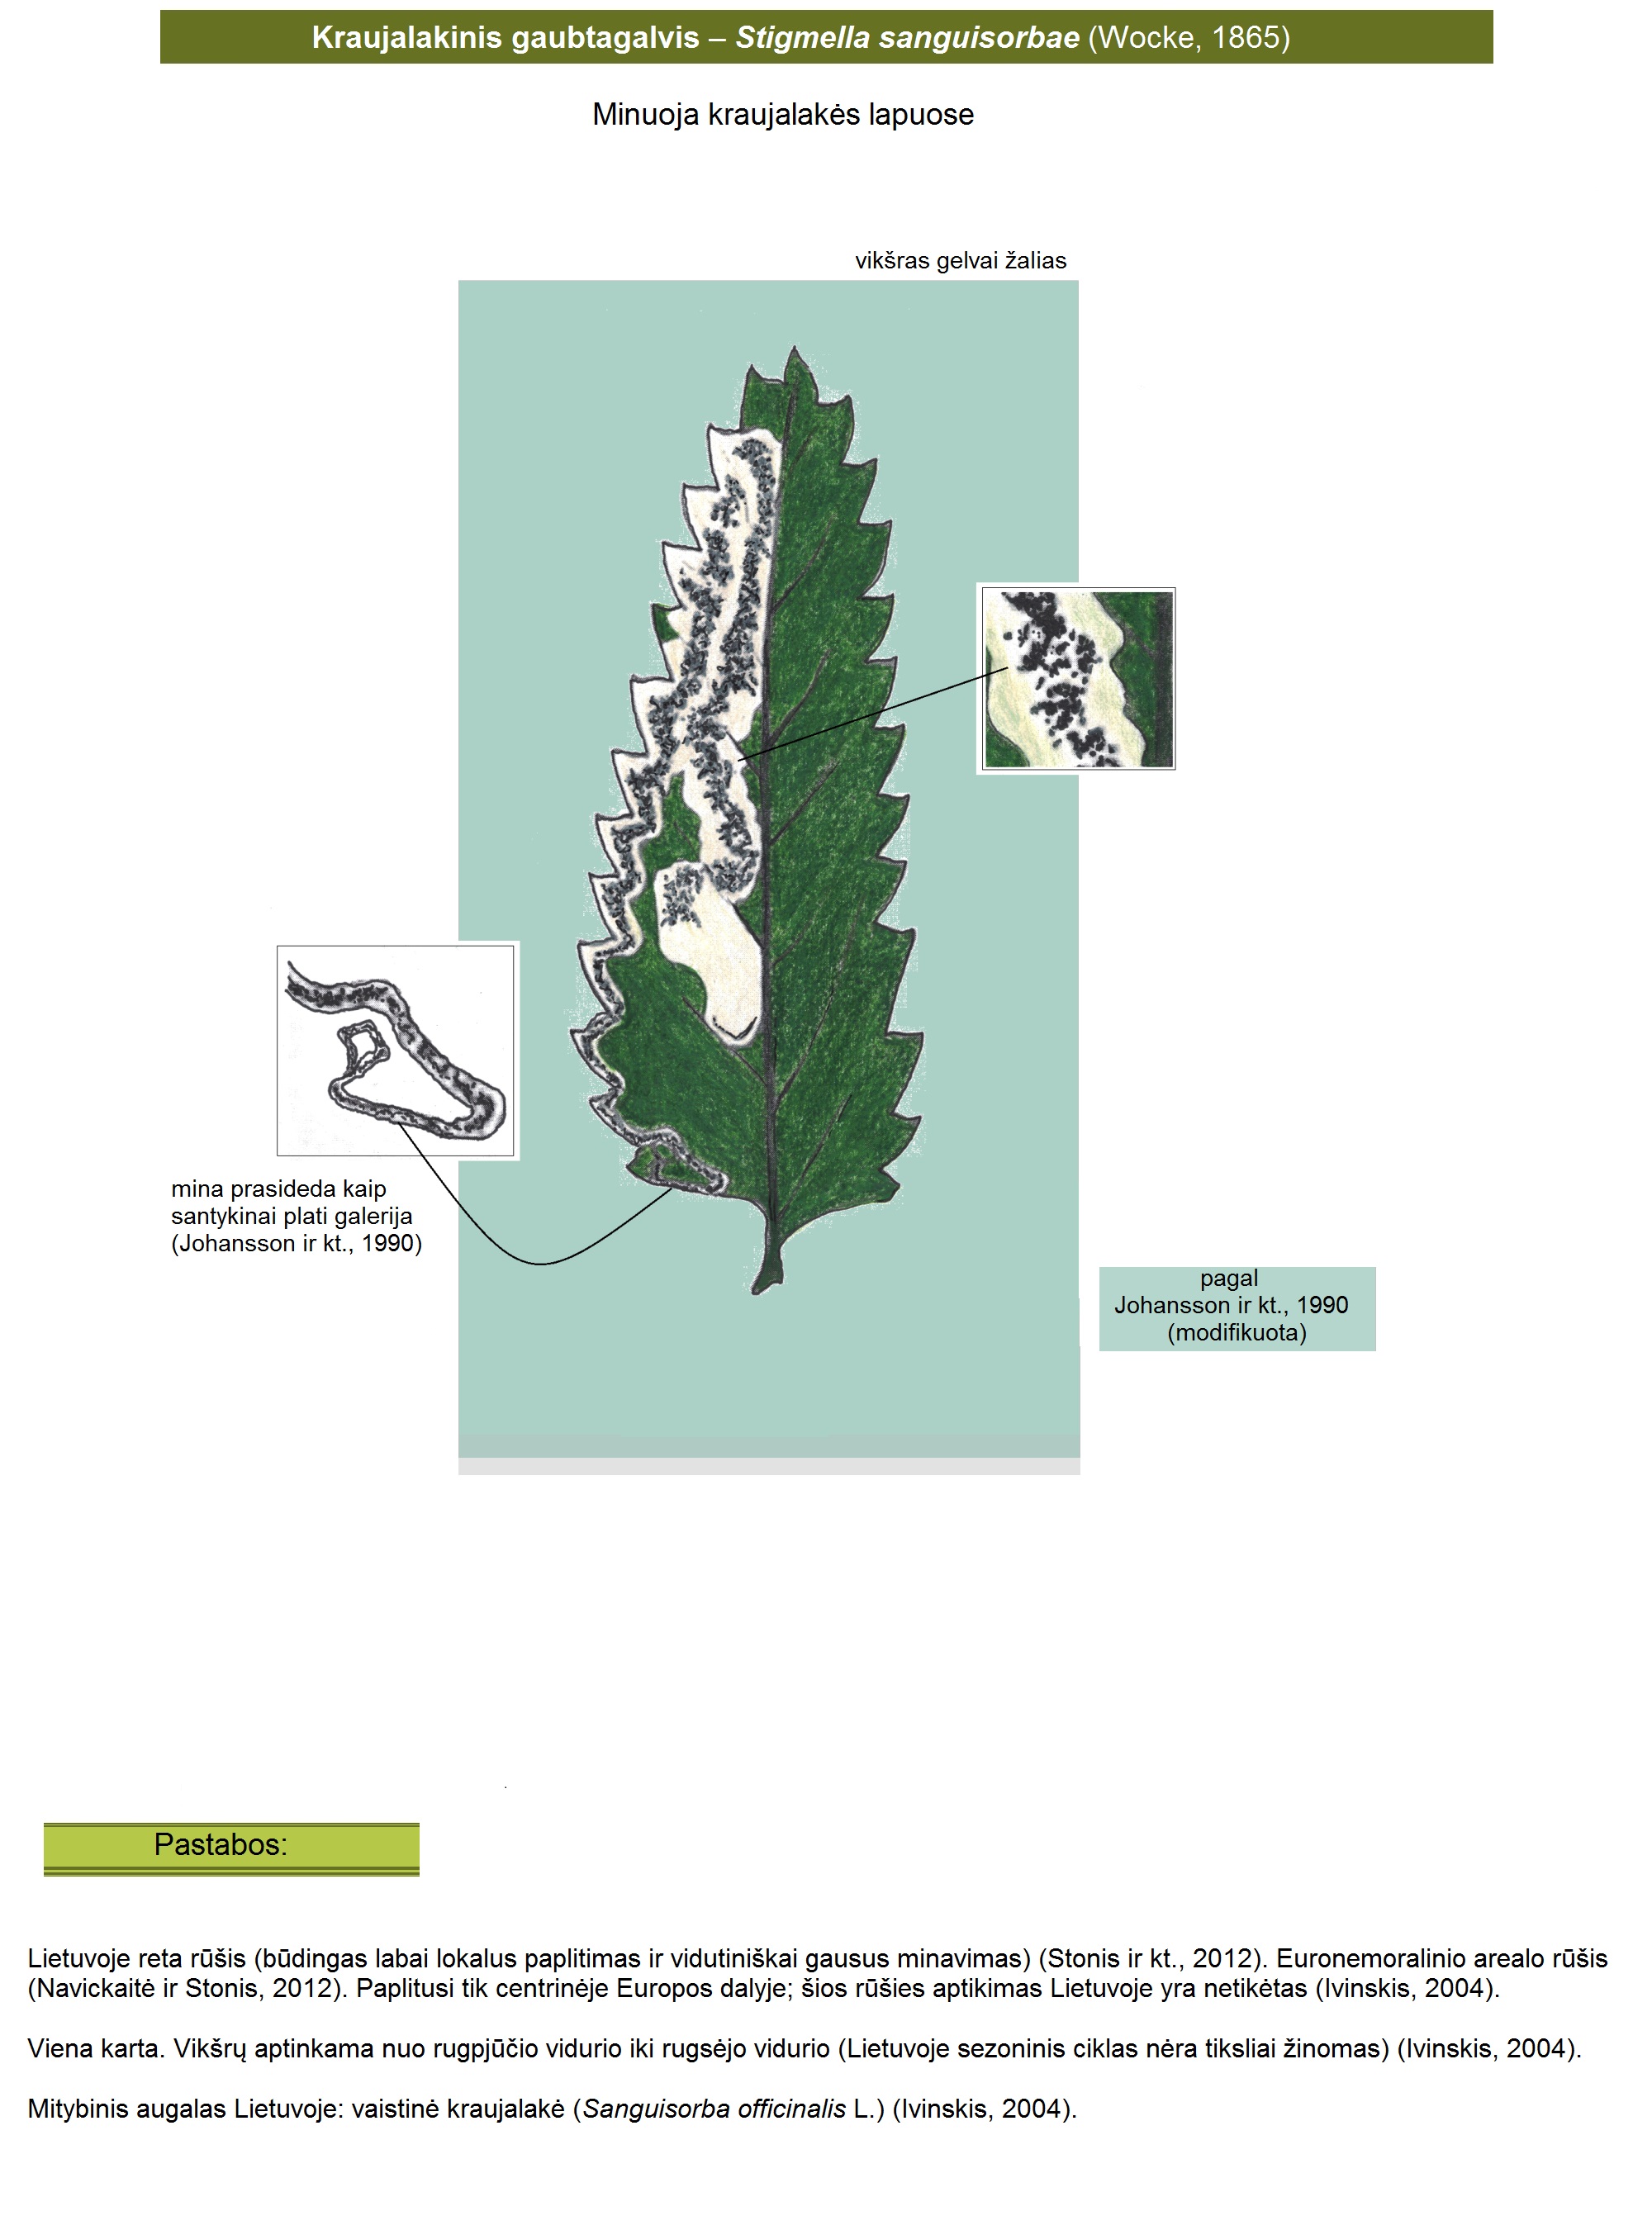 Kraujalakinis gaubtagalvis – Stigmella sanguisorbae (Wocke, 1865)
Minuoja kraujalakės lapuose
vikšras gelvai žalias
mina prasideda kaip
santykinai plati galerija
(Johansson ir kt., 1990)
pagal
Johansson ir kt., 1990
(modifikuota)
Pastabos:
Lietuvoje reta rūšis (būdingas labai lokalus paplitimas ir vidutiniškai gausus minavimas) (Stonis ir kt., 2012). Euronemoralinio arealo rūšis
(Navickaitė ir Stonis, 2012). Paplitusi tik centrinėje Europos dalyje; šios rūšies aptikimas Lietuvoje yra netikėtas (Ivinskis, 2004).
Viena karta. Vikšrų aptinkama nuo rugpjūčio vidurio iki rugsėjo vidurio (Lietuvoje sezoninis ciklas nėra tiksliai žinomas) (Ivinskis, 2004).
Mitybinis augalas Lietuvoje: vaistinė kraujalakė (Sanguisorba officinalis L.) (Ivinskis, 2004).